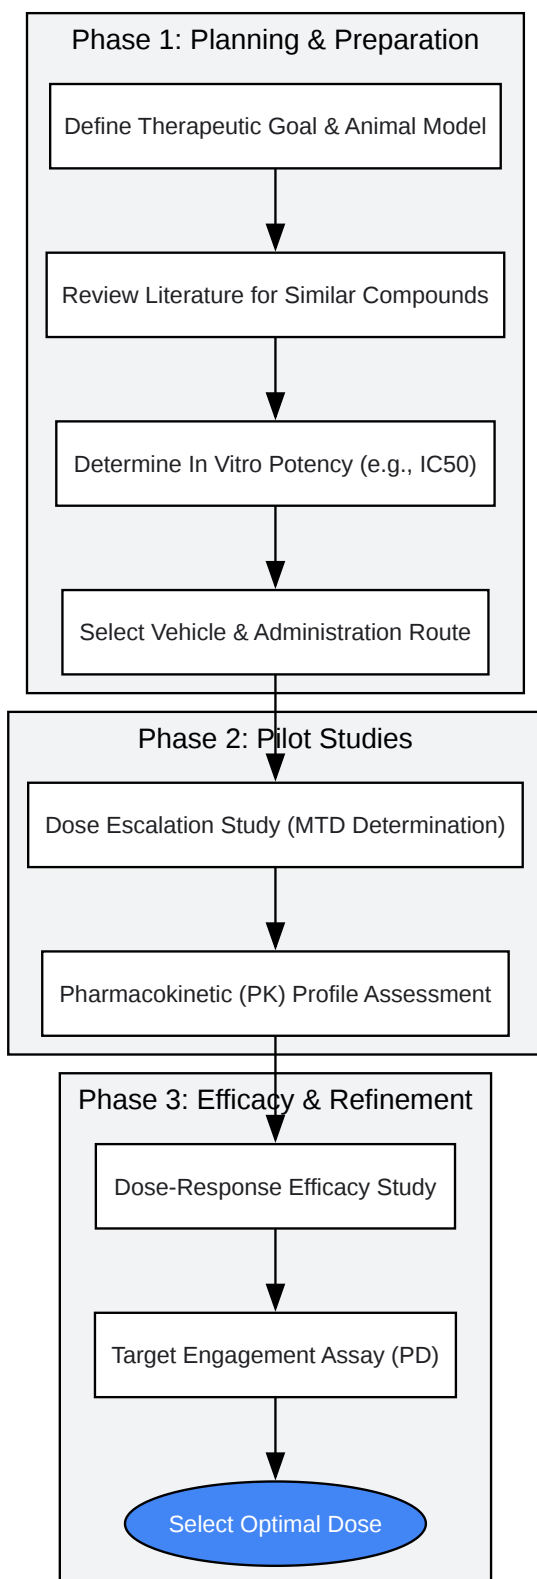 Phase 1: Planning & Preparation
Define Therapeutic Goal & Animal Model
Review Literature for Similar Compounds
Determine In Vitro Potency (e.g., IC50)
Select Vehicle & Administration Route
Phase 2: Pilot Studies
Dose Escalation Study (MTD Determination)
Pharmacokinetic (PK) Profile Assessment
Phase 3: Efficacy & Refinement
Dose-Response Efficacy Study
Target Engagement Assay (PD)
Select Optimal Dose